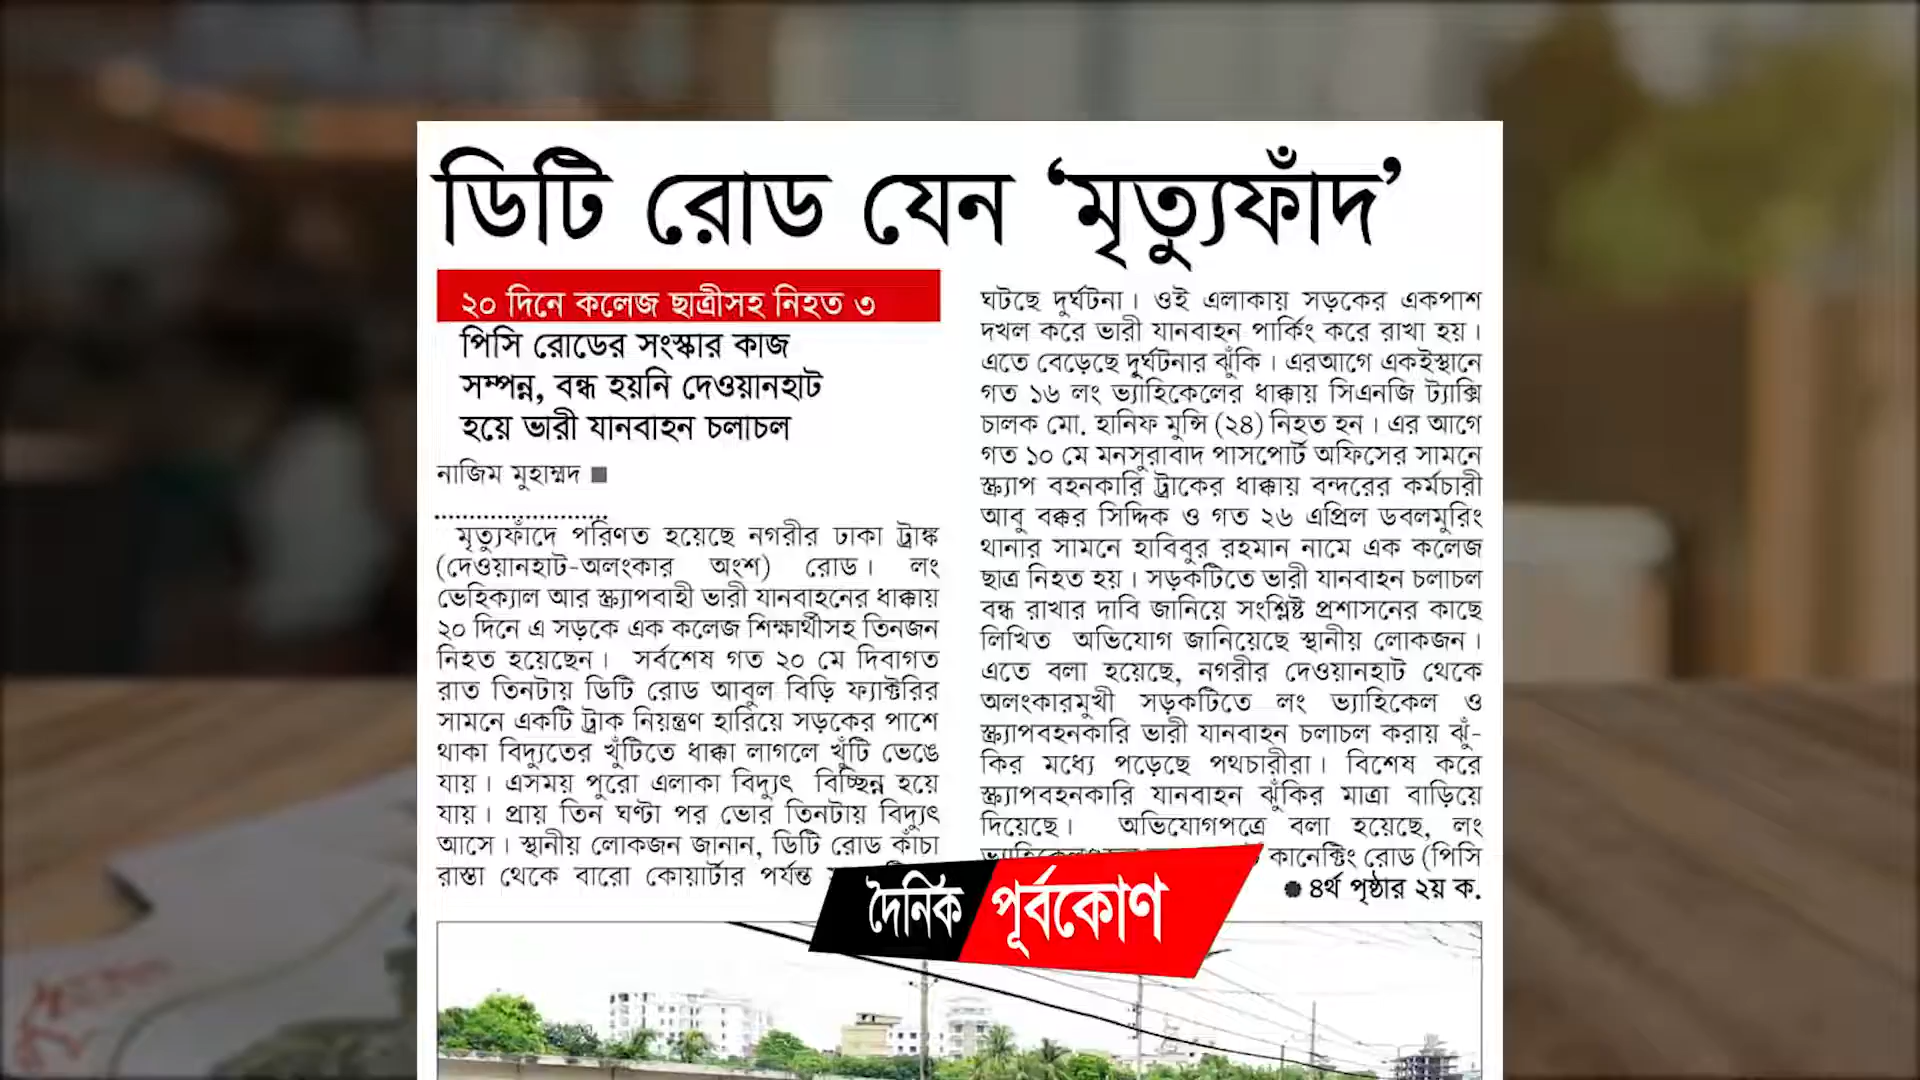 ডিটি রোড যেন ‘মৃত্যুফাঁদ’
২০ দিনে কলেজ ছাত্রীসহ নিহত ৩
পিসি রোডের সংস্কার কাজ
সম্পন্ন, বন্ধ হয়নি দেওয়ানহাট
হয়ে ভারী যানবাহন চলাচল
নাজিম মুহাম্মদ
মৃত্যুফাঁদে পরিণত হয়েছে নগরীর ঢাকা ট্রাঙ্ক
(দেওয়ানহাট-অলংকার অংশ) রোড। লং
ভেহিক্যাল আর স্ক্র্যাপবাহী ভারী যানবাহনের ধাক্কায়
২০ দিনে এ সড়কে এক কলেজ শিক্ষার্থীসহ তিনজন
নিহত হয়েছেন। সর্বশেষ গত ২০ মে দিবাগত
রাত তিনটায় ডিটি রোড আবুল বিড়ি ফ্যাক্টরির
সামনে একটি ট্রাক নিয়ন্ত্রণ হারিয়ে সড়কের পাশে
থাকা বিদ্যুতের খুঁটিতে ধাক্কা লাগলে খুঁটি ভেঙে
যায়। এসময় পুরো এলাকা বিদ্যুৎ বিচ্ছিন্ন হয়ে
যায়। প্রায় তিন ঘণ্টা পর ভোর তিনটায় বিদ্যুৎ
আসে। স্থানীয় লোকজন জানান, ডিটি রোড কাঁচা
রাস্তা থেকে বারো কোয়ার্টার পর্যন্ত
ঘটছে দুর্ঘটনা। ওই এলাকায় সড়কের একপাশ
দখল করে ভারী যানবাহন পার্কিং করে রাখা হয়।
এতে বেড়েছে দুর্ঘটনার ঝুঁকি। এরআগে একইস্থানে
গত ১৬ লং ভ্যাহিকেলের ধাক্কায় সিএনজি ট্যাক্সি
চালক মো. হানিফ মুন্সি (২৪) নিহত হন। এর আগে
গত ১০ মে মনসুরাবাদ পাসপোর্ট অফিসের সামনে
স্ক্র্যাপ বহনকারি ট্রাকের ধাক্কায় বন্দরের কর্মচারী
আবু বক্কর সিদ্দিক ও গত ২৬ এপ্রিল ডবলমুরিং
থানার সামনে হাবিবুর রহমান নামে এক কলেজ
ছাত্র নিহত হয়। সড়কটিতে ভারী যানবাহন চলাচল
বন্ধ রাখার দাবি জানিয়ে সংশ্লিষ্ট প্রশাসনের কাছে
লিখিত অভিযোগ জানিয়েছে স্থানীয় লোকজন।
এতে বলা হয়েছে, নগরীর দেওয়ানহাট থেকে
অলংকারমুখী সড়কটিতে লং ভ্যাহিকেল ও
স্ক্র্যাপবহনকারি ভারী যানবাহন চলাচল করায় ঝুঁ-
কির মধ্যে পড়েছে পথচারীরা। বিশেষ করে
স্ক্র্যাপবহনকারি যানবাহন ঝুঁকির মাত্রা বাড়িয়ে
দিয়েছে। অভিযোগপত্রে বলা হয়েছে, লং
কানেক্টিং রোড (পিসি
৪র্থ পৃষ্ঠার ২য় ক.
দৈনিক পূর্বকোণ